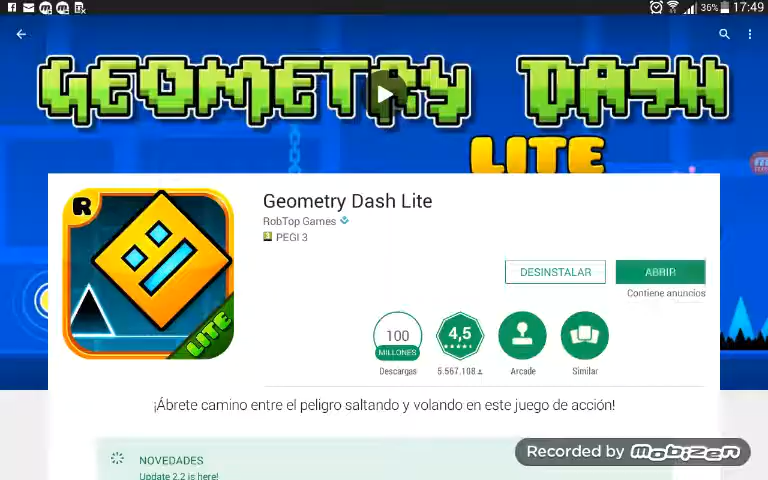 36% 17:49
GEOMETRY DASH
LITE
R
LITE
Geometry Dash Lite
RobTop Games
3 PEGI 3
DESINSTALAR
ABRIR
Contiene anuncios
100
MILLONES
Descargas
4,5
5.567.108
Arcade
Similar
¡Ábrete camino entre el peligro saltando y volando en este juego de acción!
NOVEDADES
Update 2.2 is here!
Recorded by Mobizen